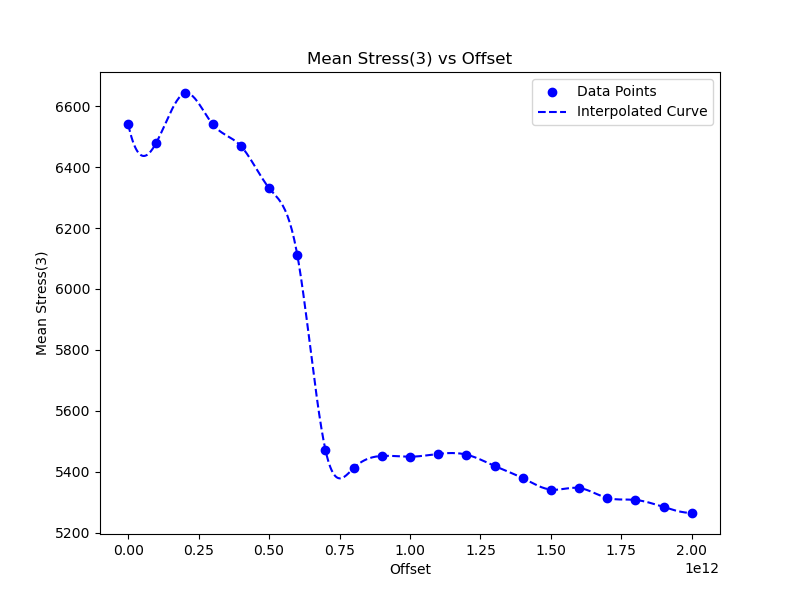 Mean Stress(3) vs Offset
Data Points
Interpolated Curve
Mean Stress(3)
6600
6400
6200
6000
5800
5600
5400
5200
0.00 0.25 0.50 0.75 1.00 1.25 1.50 1.75 2.00
1e12
Offset